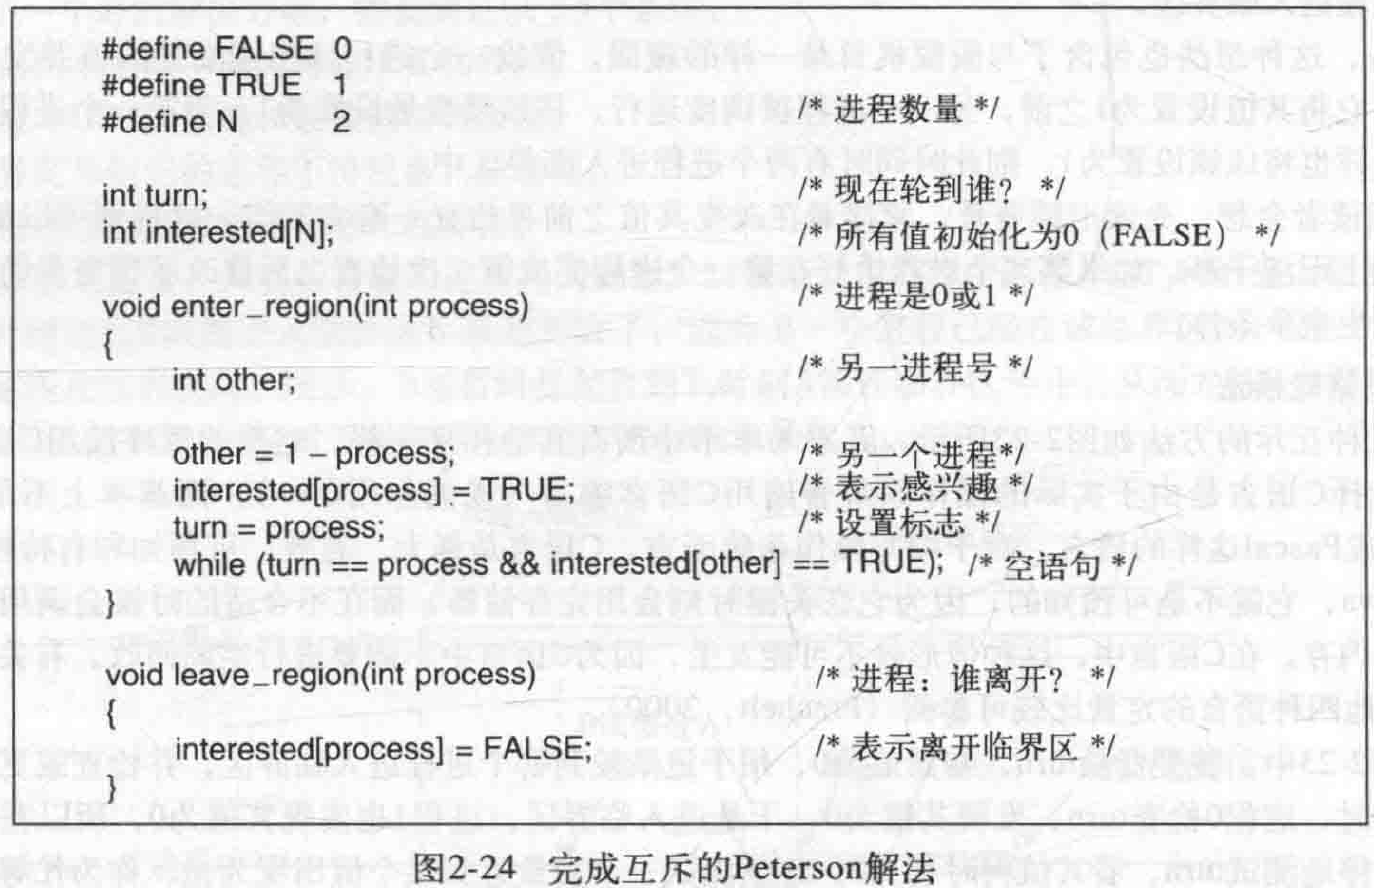 #define FALSE 0
#define TRUE 1
#define N 2 /* 进程数量 */
int turn; /* 现在轮到谁？ */
int interested[N]; /* 所有值初始化为0（FALSE） */
void enter_region(int process) /* 进程是0或1 */
{
int other; /* 另一进程号 */
other = 1 – process; /* 另一个进程*/
interested[process] = TRUE; /* 表示感兴趣 */
turn = process; /* 设置标志 */
while (turn == process && interested[other] == TRUE); /* 空语句 */
}
void leave_region(int process) /* 进程：谁离开？ */
{
interested[process] = FALSE; /* 表示离开临界区 */
}
图2-24 完成互斥的Peterson解法